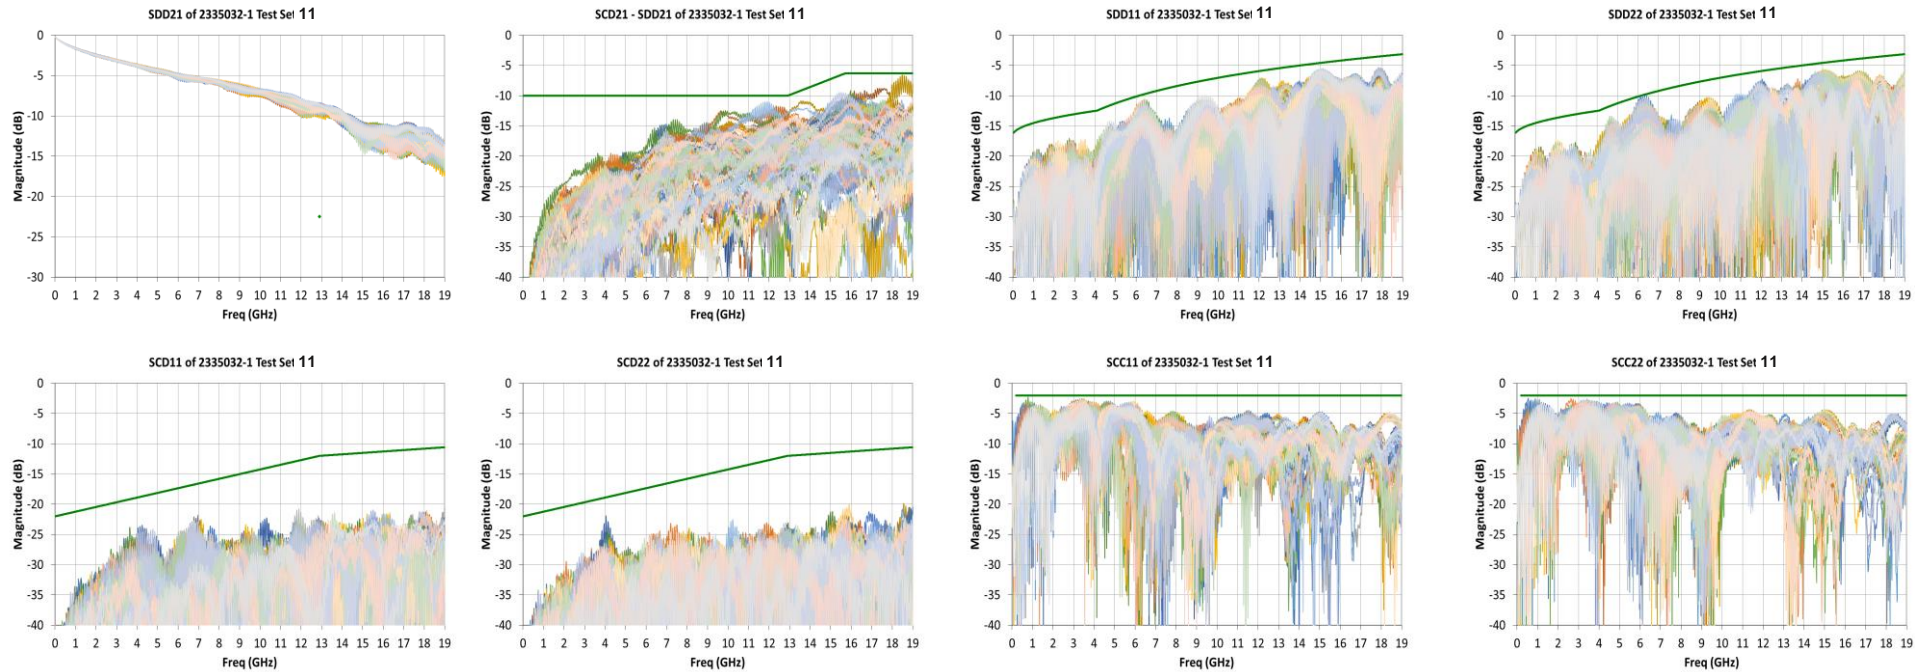 SDD21 of 2335032-1 Test Set 11
0
-5
-10
-15
-20
-25
-30
Magnitude (dB)
0 1 2 3 4 5 6 7 8 9 10 11 12 13 14 15 16 17 18 19
Freq (GHz)
SCD21 - SDD21 of 2335032-1 Test Set 11
0
-5
-10
-15
-20
-25
-30
-35
-40
Magnitude (dB)
0 1 2 3 4 5 6 7 8 9 10 11 12 13 14 15 16 17 18 19
Freq (GHz)
SDD11 of 2335032-1 Test Set 11
0
-5
-10
-15
-20
-25
-30
-35
-40
Magnitude (dB)
0 1 2 3 4 5 6 7 8 9 10 11 12 13 14 15 16 17 18 19
Freq (GHz)
SDD22 of 2335032-1 Test Set 11
0
-5
-10
-15
-20
-25
-30
-35
-40
Magnitude (dB)
0 1 2 3 4 5 6 7 8 9 10 11 12 13 14 15 16 17 18 19
Freq (GHz)
SCD11 of 2335032-1 Test Set 11
0
-5
-10
-15
-20
-25
-30
-35
-40
Magnitude (dB)
0 1 2 3 4 5 6 7 8 9 10 11 12 13 14 15 16 17 18 19
Freq (GHz)
SCD22 of 2335032-1 Test Set 11
0
-5
-10
-15
-20
-25
-30
-35
-40
Magnitude (dB)
0 1 2 3 4 5 6 7 8 9 10 11 12 13 14 15 16 17 18 19
Freq (GHz)
SCC11 of 2335032-1 Test Set 11
0
-5
-10
-15
-20
-25
-30
-35
-40
Magnitude (dB)
0 1 2 3 4 5 6 7 8 9 10 11 12 13 14 15 16 17 18 19
Freq (GHz)
SCC22 of 2335032-1 Test Set 11
0
-5
-10
-15
-20
-25
-30
-35
-40
Magnitude (dB)
0 1 2 3 4 5 6 7 8 9 10 11 12 13 14 15 16 17 18 19
Freq (GHz)